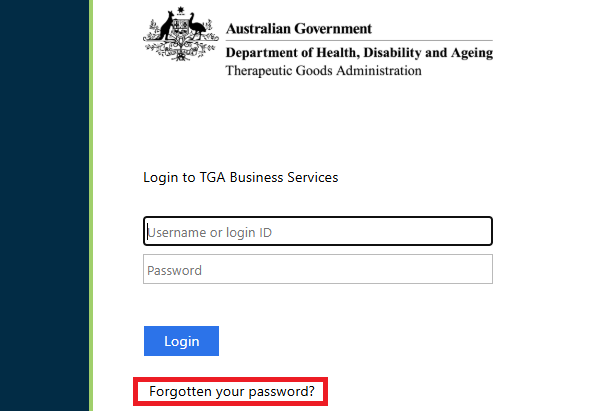 Australian Government
Department of Health, Disability and Ageing
Therapeutic Goods Administration
Login to TGA Business Services
Username or login ID
Password
Login
Forgotten your password?